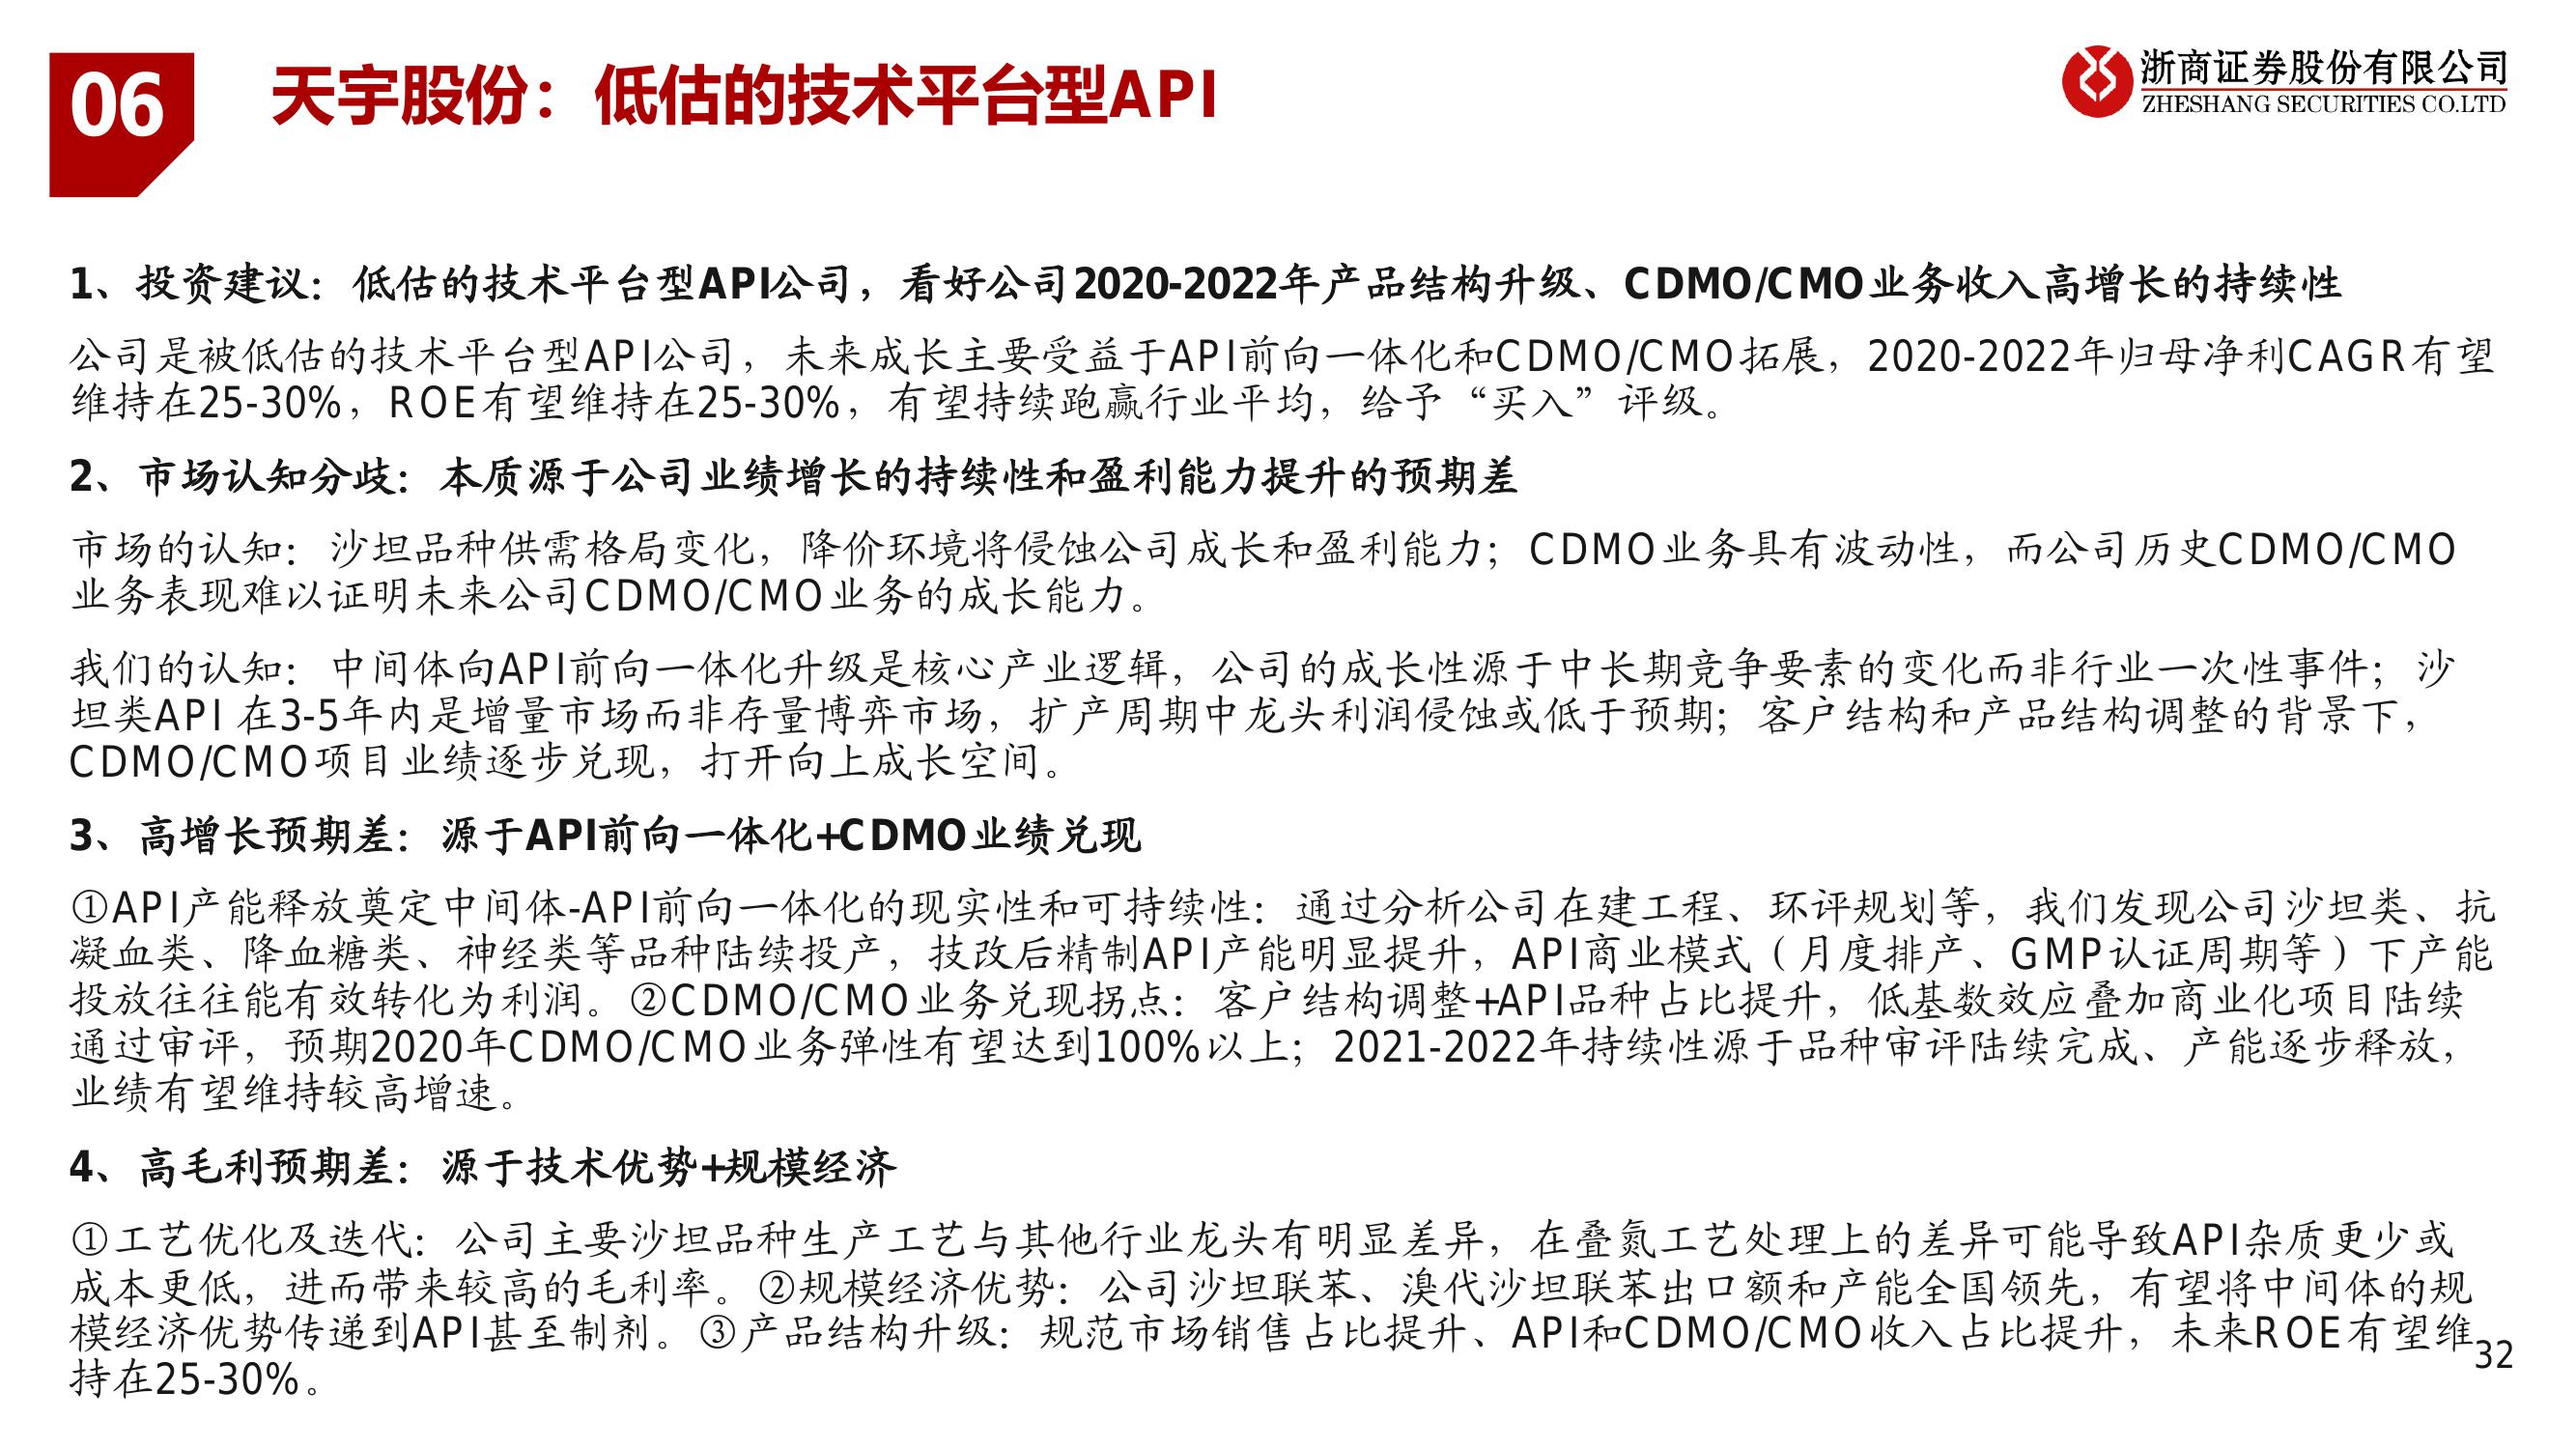 06
天宇股份：低估的技术平台型API
浙商证券股份有限公司
ZHESHANG SECURITIES CO.LTD
1、投资建议：低估的技术平台型API公司，看好公司2020-2022年产品结构升级、CDMO/CMO业务收入高增长的持续性
公司是被低估的技术平台型API公司，未来成长主要受益于API前向一体化和CDMO/CMO拓展，2020-2022年归母净利CAGR有望
维持在25-30%，ROE有望维持在25-30%，有望持续跑赢行业平均，给予“买入”评级。
2、市场认知分歧：本质源于公司业绩增长的持续性和盈利能力提升的预期差
市场的认知：沙坦品种供需格局变化，降价环境将侵蚀公司成长和盈利能力；CDMO业务具有波动性，而公司历史CDMO/CMO
业务表现难以证明未来公司CDMO/CMO业务的成长能力。
我们的认知：中间体向API前向一体化升级是核心产业逻辑，公司的成长性源于中长期竞争要素的变化而非行业一次性事件；沙
坦类API 在3-5年内是增量市场而非存量博弈市场，扩产周期中龙头利润侵蚀或低于预期；客户结构和产品结构调整的背景下，
CDMO/CMO项目业绩逐步兑现，打开向上成长空间。
3、高增长预期差：源于API前向一体化+CDMO业绩兑现
①API产能释放奠定中间体-API前向一体化的现实性和可持续性：通过分析公司在建工程、环评规划等，我们发现公司沙坦类、抗
凝血类、降血糖类、神经类等品种陆续投产，技改后精制API产能明显提升，API商业模式（月度排产、GMP认证周期等）下产能
投放往往能有效转化为利润。②CDMO/CMO业务兑现拐点：客户结构调整+API品种占比提升，低基数效应叠加商业化项目陆续
通过审评，预期2020年CDMO/CMO业务弹性有望达到100%以上；2021-2022年持续性源于品种审评陆续完成、产能逐步释放，
业绩有望维持较高增速。
4、高毛利预期差：源于技术优势+规模经济
①工艺优化及迭代：公司主要沙坦品种生产工艺与其他行业龙头有明显差异，在叠氮工艺处理上的差异可能导致API杂质更少或
成本更低，进而带来较高的毛利率。②规模经济优势：公司沙坦联苯、溴代沙坦联苯出口额和产能全国领先，有望将中间体的规
模经济优势传递到API甚至制剂。③产品结构升级：规范市场销售占比提升、API和CDMO/CMO收入占比提升，未来ROE有望维
持在25-30%。
32